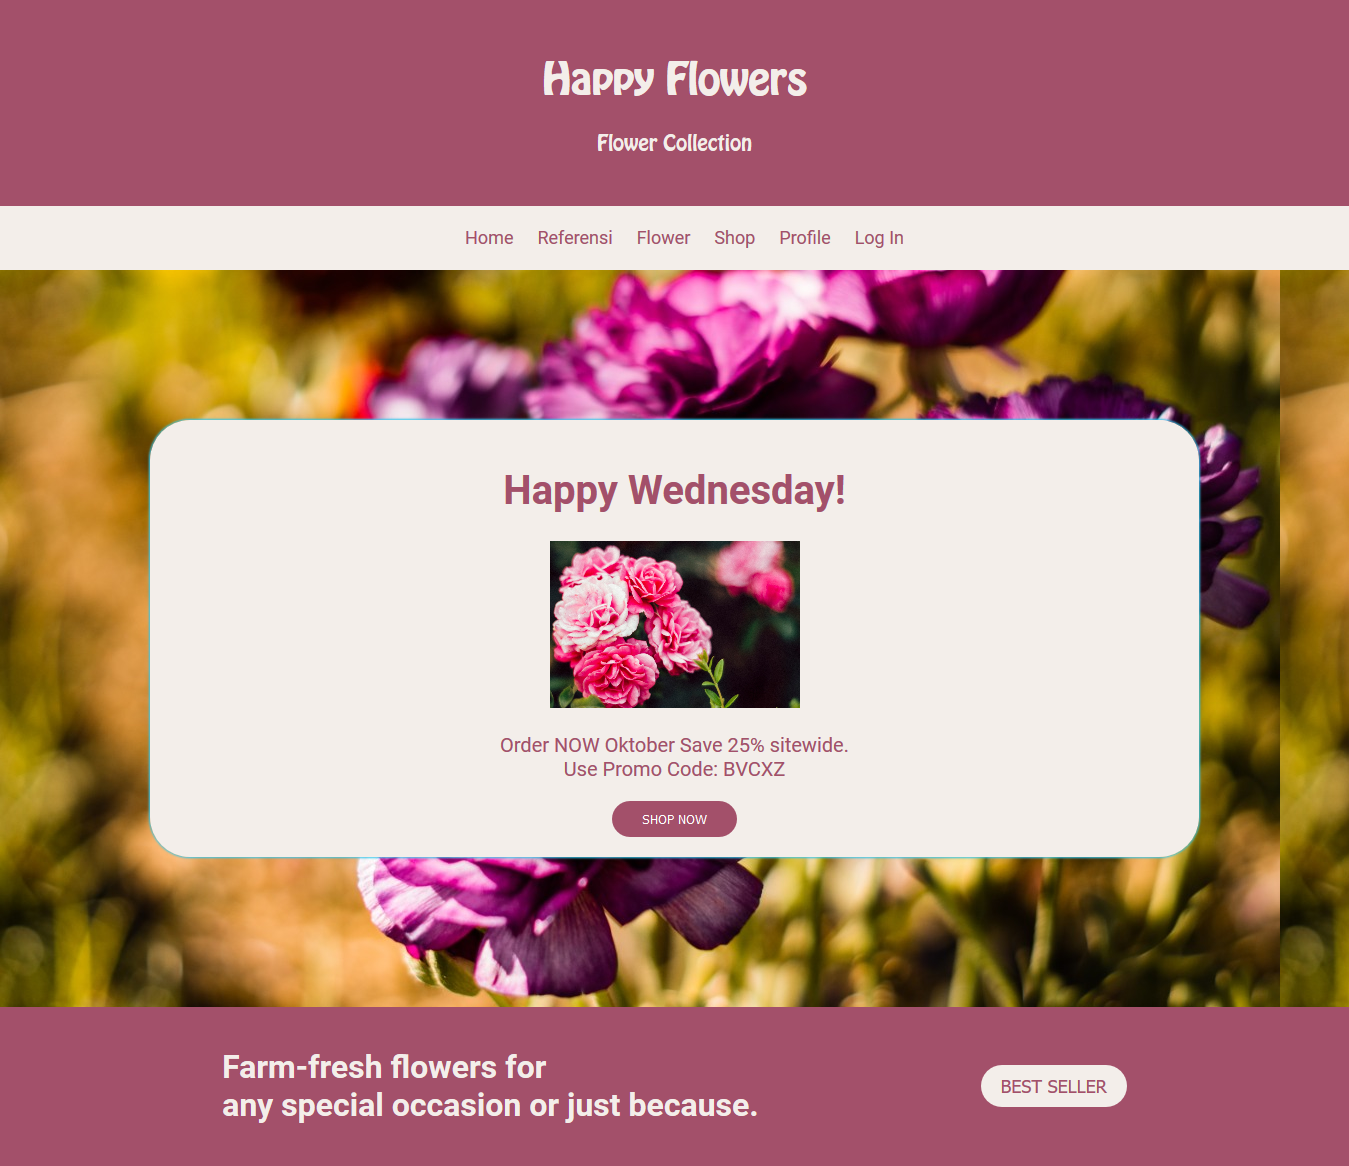 Happy Flowers
Flower Collection
Home Referensi Flower Shop Profile Log In
Happy Wednesday!
Order NOW Oktober Save 25% sitewide.
Use Promo Code: BVCXZ
SHOP NOW
Farm-fresh flowers for
any special occasion or just because.
BEST SELLER